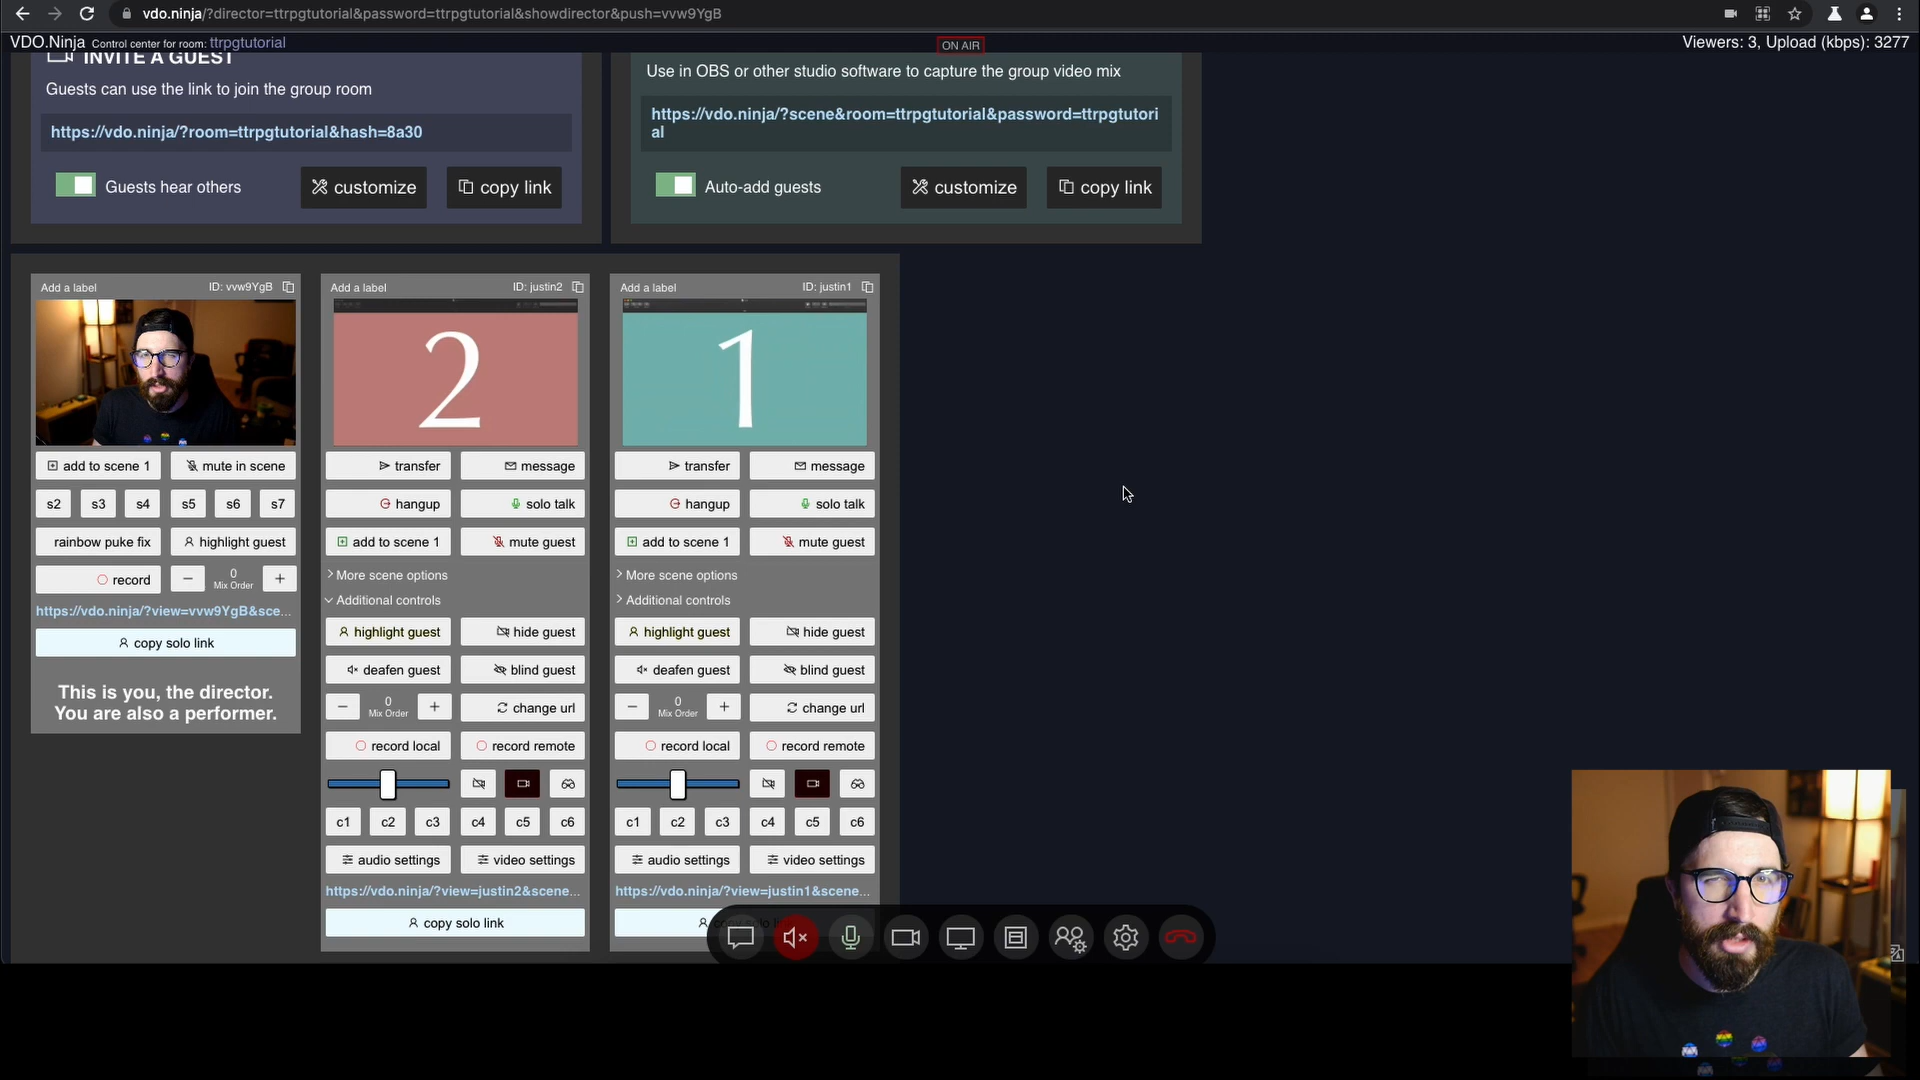 vdo.ninja/?director=ttrpgtutorial&password=ttrpgtutorial&showdirector&push=vvw9YgB
VDO.Ninja Control center for room: ttrpgtutorial
ON AIR
Viewers: 3, Upload (kbps): 3277
INVITE A GUEST
Guests can use the link to join the group room
https://vdo.ninja/?room=ttrpgtutorial&hash=8a30
Guests hear others
customize
copy link
Use in OBS or other studio software to capture the group video mix
https://vdo.ninja/?scene&room=ttrpgtutorial&password=ttrpgtutori
al
Auto-add guests
customize
copy link
Add a label
ID: vvw9YgB
add to scene 1
mute in scene
s2 s3 s4 s5 s6 s7
rainbow puke fix
highlight guest
record
− 0 +
Mix Order
https://vdo.ninja/?view=vvw9YgB&sce...
copy solo link
This is you, the director.
You are also a performer.
Add a label
ID: justin2
2
transfer
message
hangup
solo talk
add to scene 1
mute guest
More scene options
Additional controls
highlight guest
hide guest
deafen guest
blind guest
− 0 +
Mix Order
change url
record local
record remote
c1 c2 c3 c4 c5 c6
audio settings
video settings
https://vdo.ninja/?view=justin2&scene...
copy solo link
Add a label
ID: justin1
1
transfer
message
hangup
solo talk
add to scene 1
mute guest
More scene options
Additional controls
highlight guest
hide guest
deafen guest
blind guest
− 0 +
Mix Order
change url
record local
record remote
c1 c2 c3 c4 c5 c6
audio settings
video settings
https://vdo.ninja/?view=justin1&scene...
copy solo li